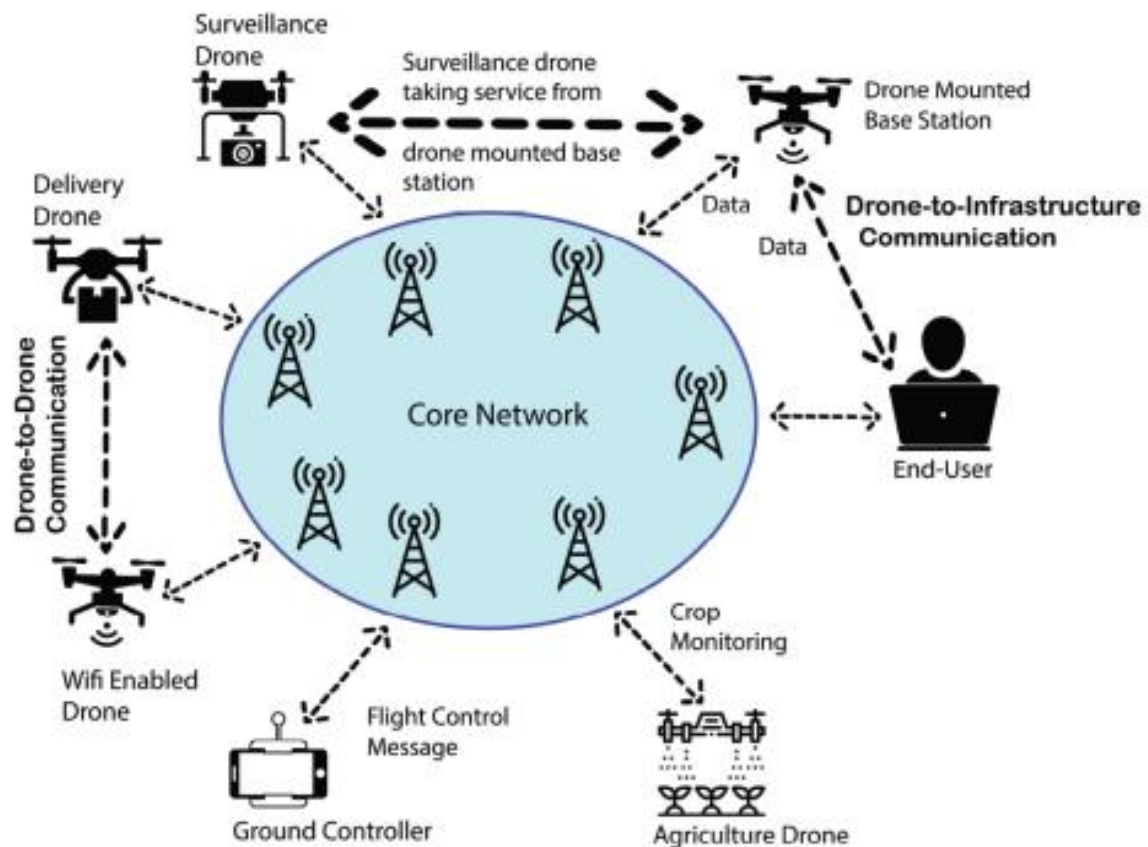 Surveillance
Drone
Surveillance drone
taking service from
drone mounted base
station
Drone Mounted
Base Station
Delivery
Drone
Data
Drone-to-Infrastructure
Communication
Data
Drone-to-Drone
Communication
Core Network
End-User
Wifi Enabled
Drone
Crop
Monitoring
Flight Control
Message
Ground Controller
Agriculture Drone